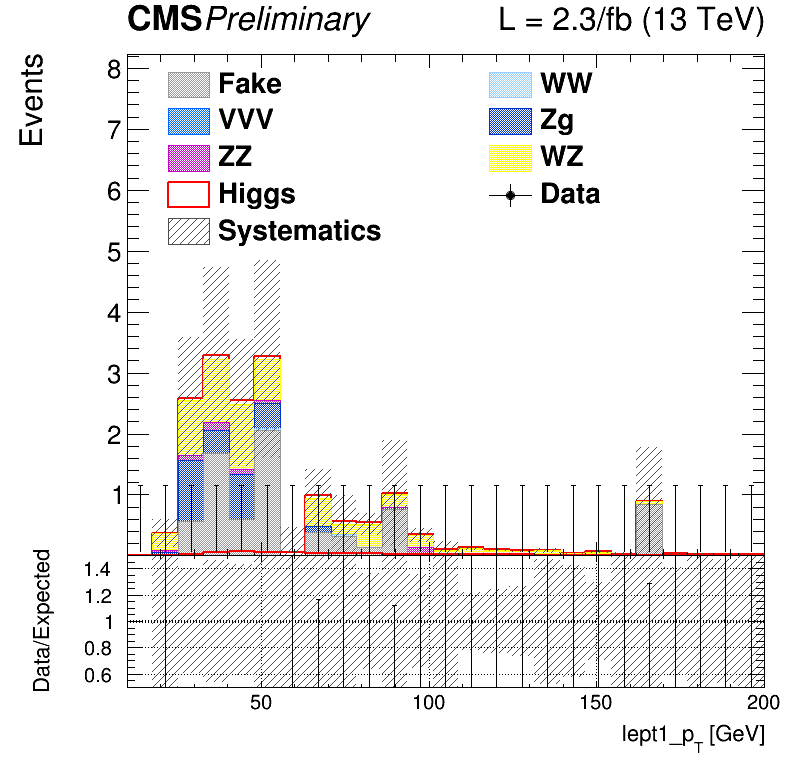 CMS Preliminary L = 2.3/fb (13 TeV)
Events
8
7
6
5
4
3
2
1
Fake WW
VVV Zg
ZZ WZ
Higgs Data
Systematics
Data/Expected
1.4
1.2
1
0.8
0.6
50 100 150 200
lept1_p_T [GeV]